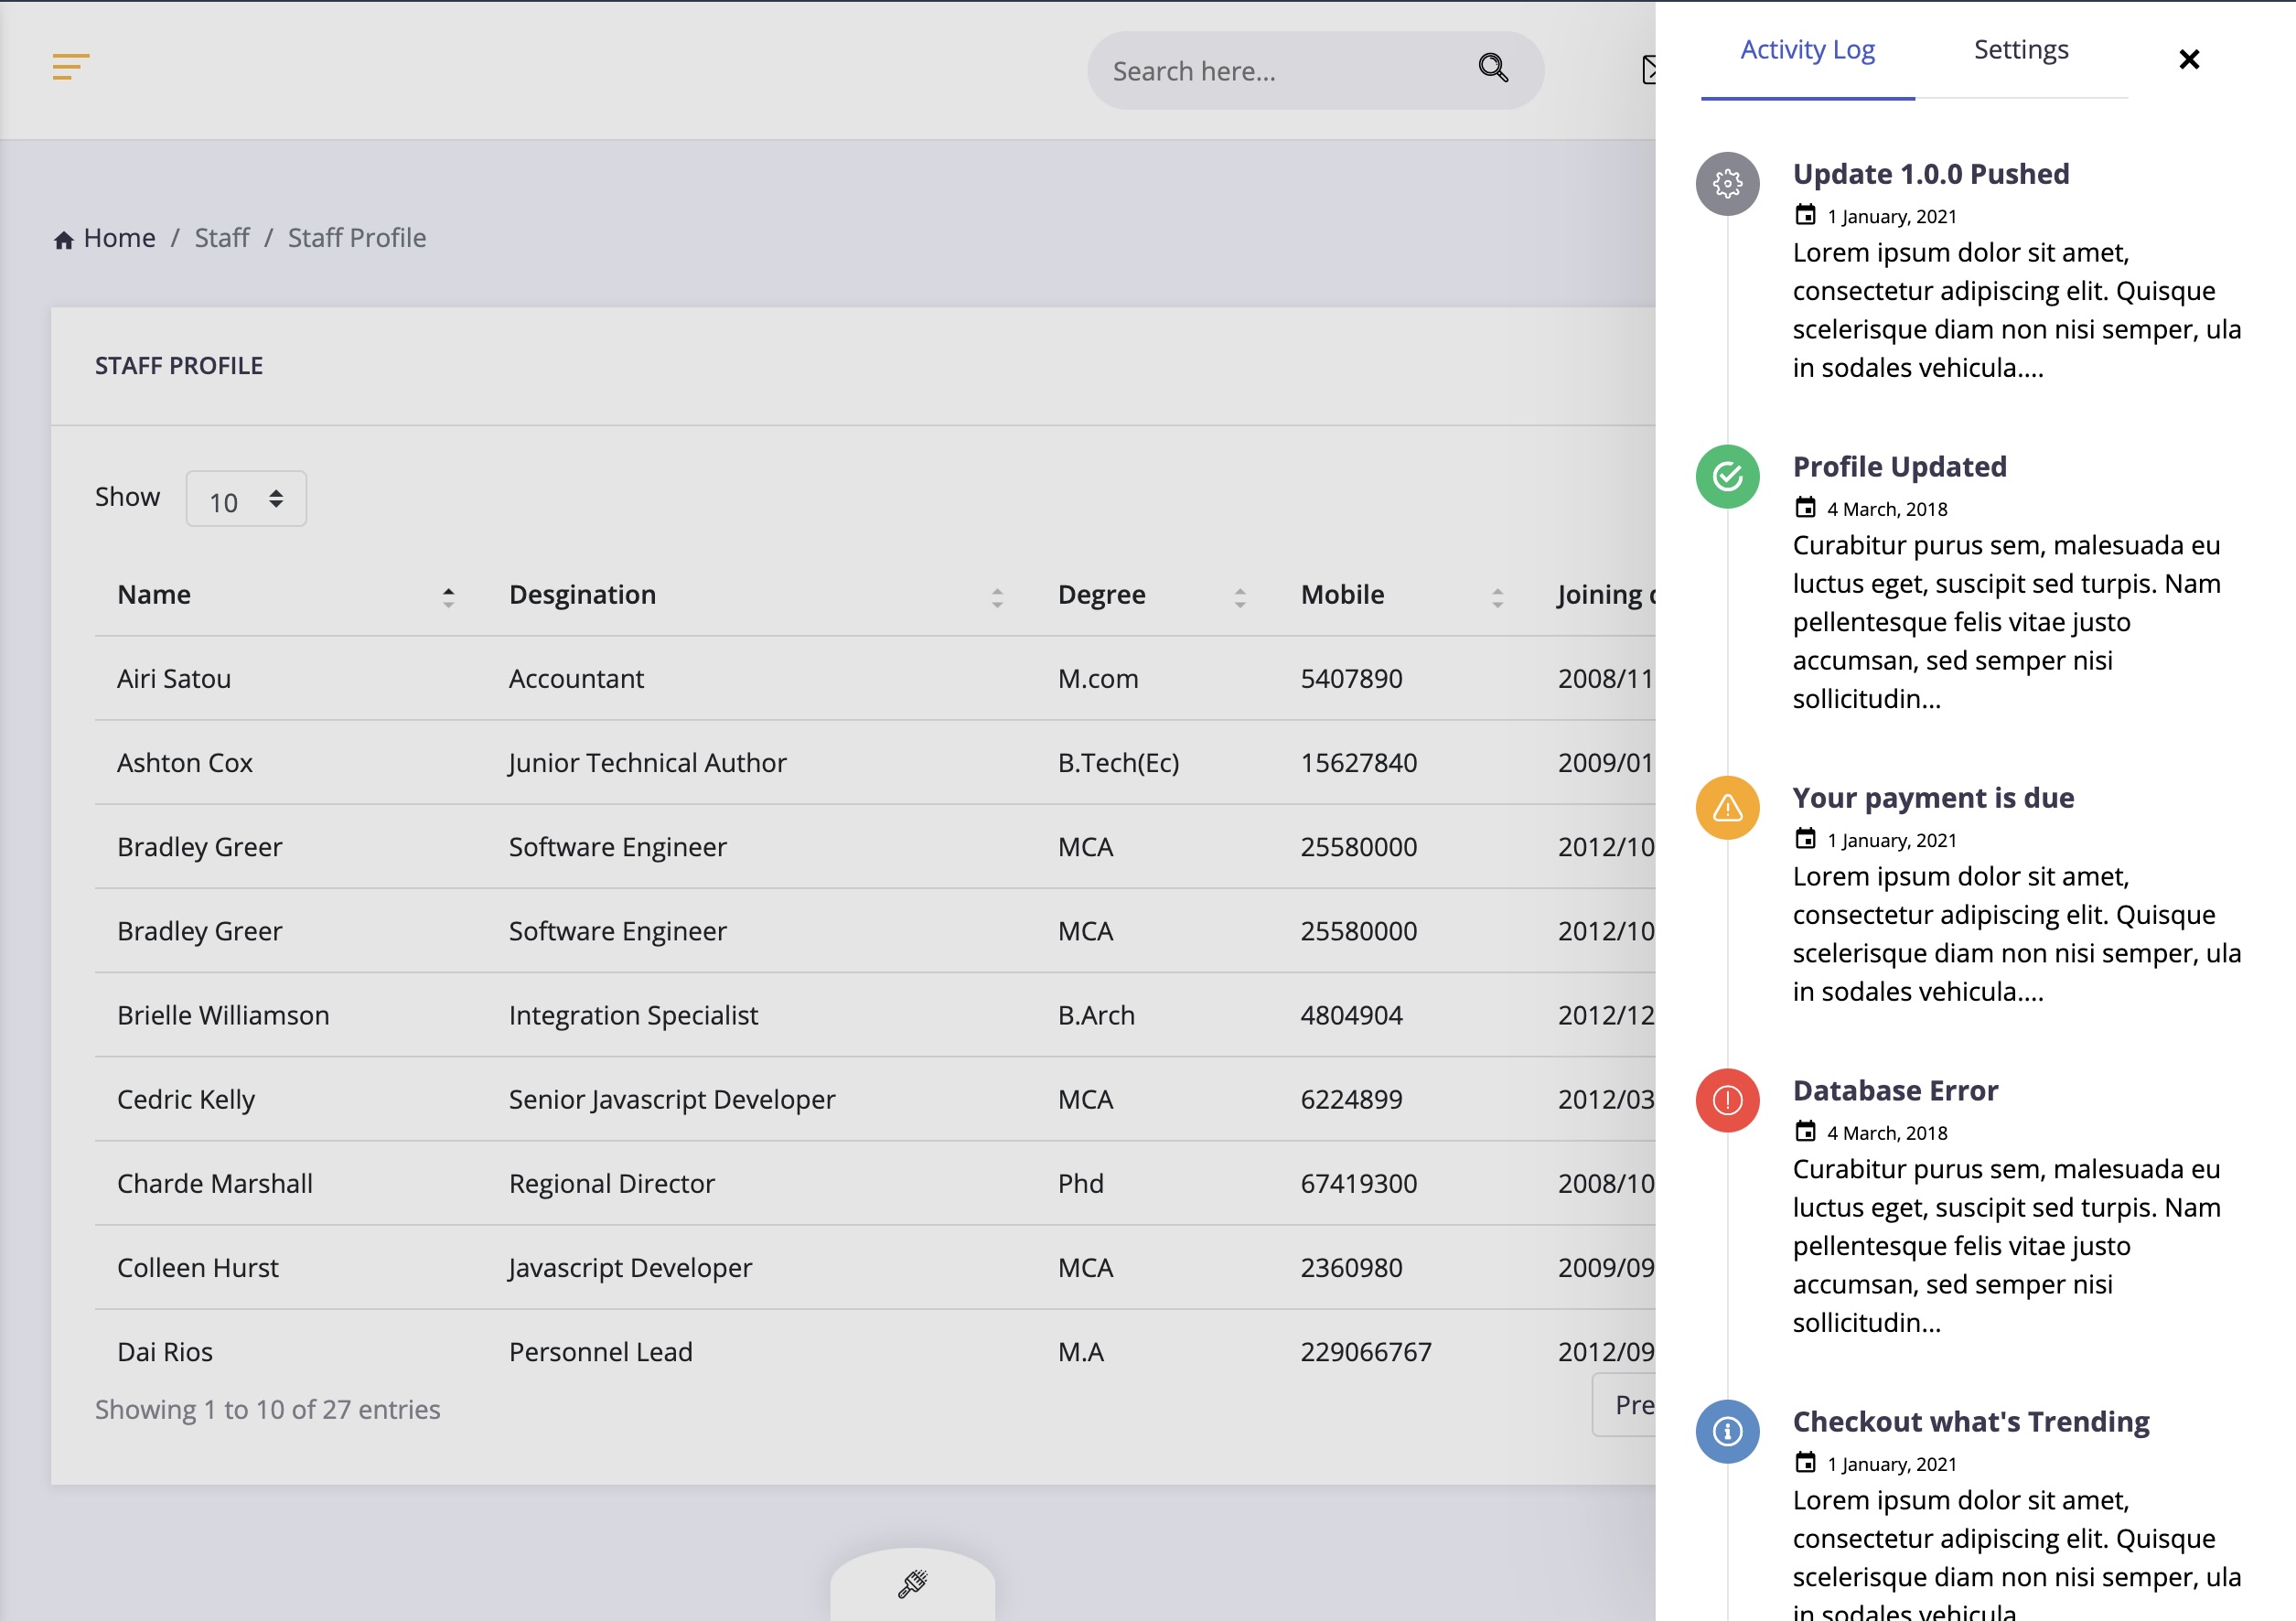 Search here...
Home / Staff / Staff Profile
STAFF PROFILE
Show 10
Name Desgination Degree Mobile Joining
Airi Satou Accountant M.com 5407890 2008/11
Ashton Cox Junior Technical Author B.Tech(Ec) 15627840 2009/01
Bradley Greer Software Engineer MCA 25580000 2012/10
Bradley Greer Software Engineer MCA 25580000 2012/10
Brielle Williamson Integration Specialist B.Arch 4804904 2012/12
Cedric Kelly Senior Javascript Developer MCA 6224899 2012/03
Charde Marshall Regional Director Phd 67419300 2008/10
Colleen Hurst Javascript Developer MCA 2360980 2009/09
Dai Rios Personnel Lead M.A 229066767 2012/09
Showing 1 to 10 of 27 entries
Pre
Activity Log Settings
Update 1.0.0 Pushed
1 January, 2021
Lorem ipsum dolor sit amet,
consectetur adipiscing elit. Quisque
scelerisque diam non nisi semper, ula
in sodales vehicula....
Profile Updated
4 March, 2018
Curabitur purus sem, malesuada eu
luctus eget, suscipit sed turpis. Nam
pellentesque felis vitae justo
accumsan, sed semper nisi
sollicitudin...
Your payment is due
1 January, 2021
Lorem ipsum dolor sit amet,
consectetur adipiscing elit. Quisque
scelerisque diam non nisi semper, ula
in sodales vehicula....
Database Error
4 March, 2018
Curabitur purus sem, malesuada eu
luctus eget, suscipit sed turpis. Nam
pellentesque felis vitae justo
accumsan, sed semper nisi
sollicitudin...
Checkout what's Trending
1 January, 2021
Lorem ipsum dolor sit amet,
consectetur adipiscing elit. Quisque
scelerisque diam non nisi semper, ula
in sodales vehicula